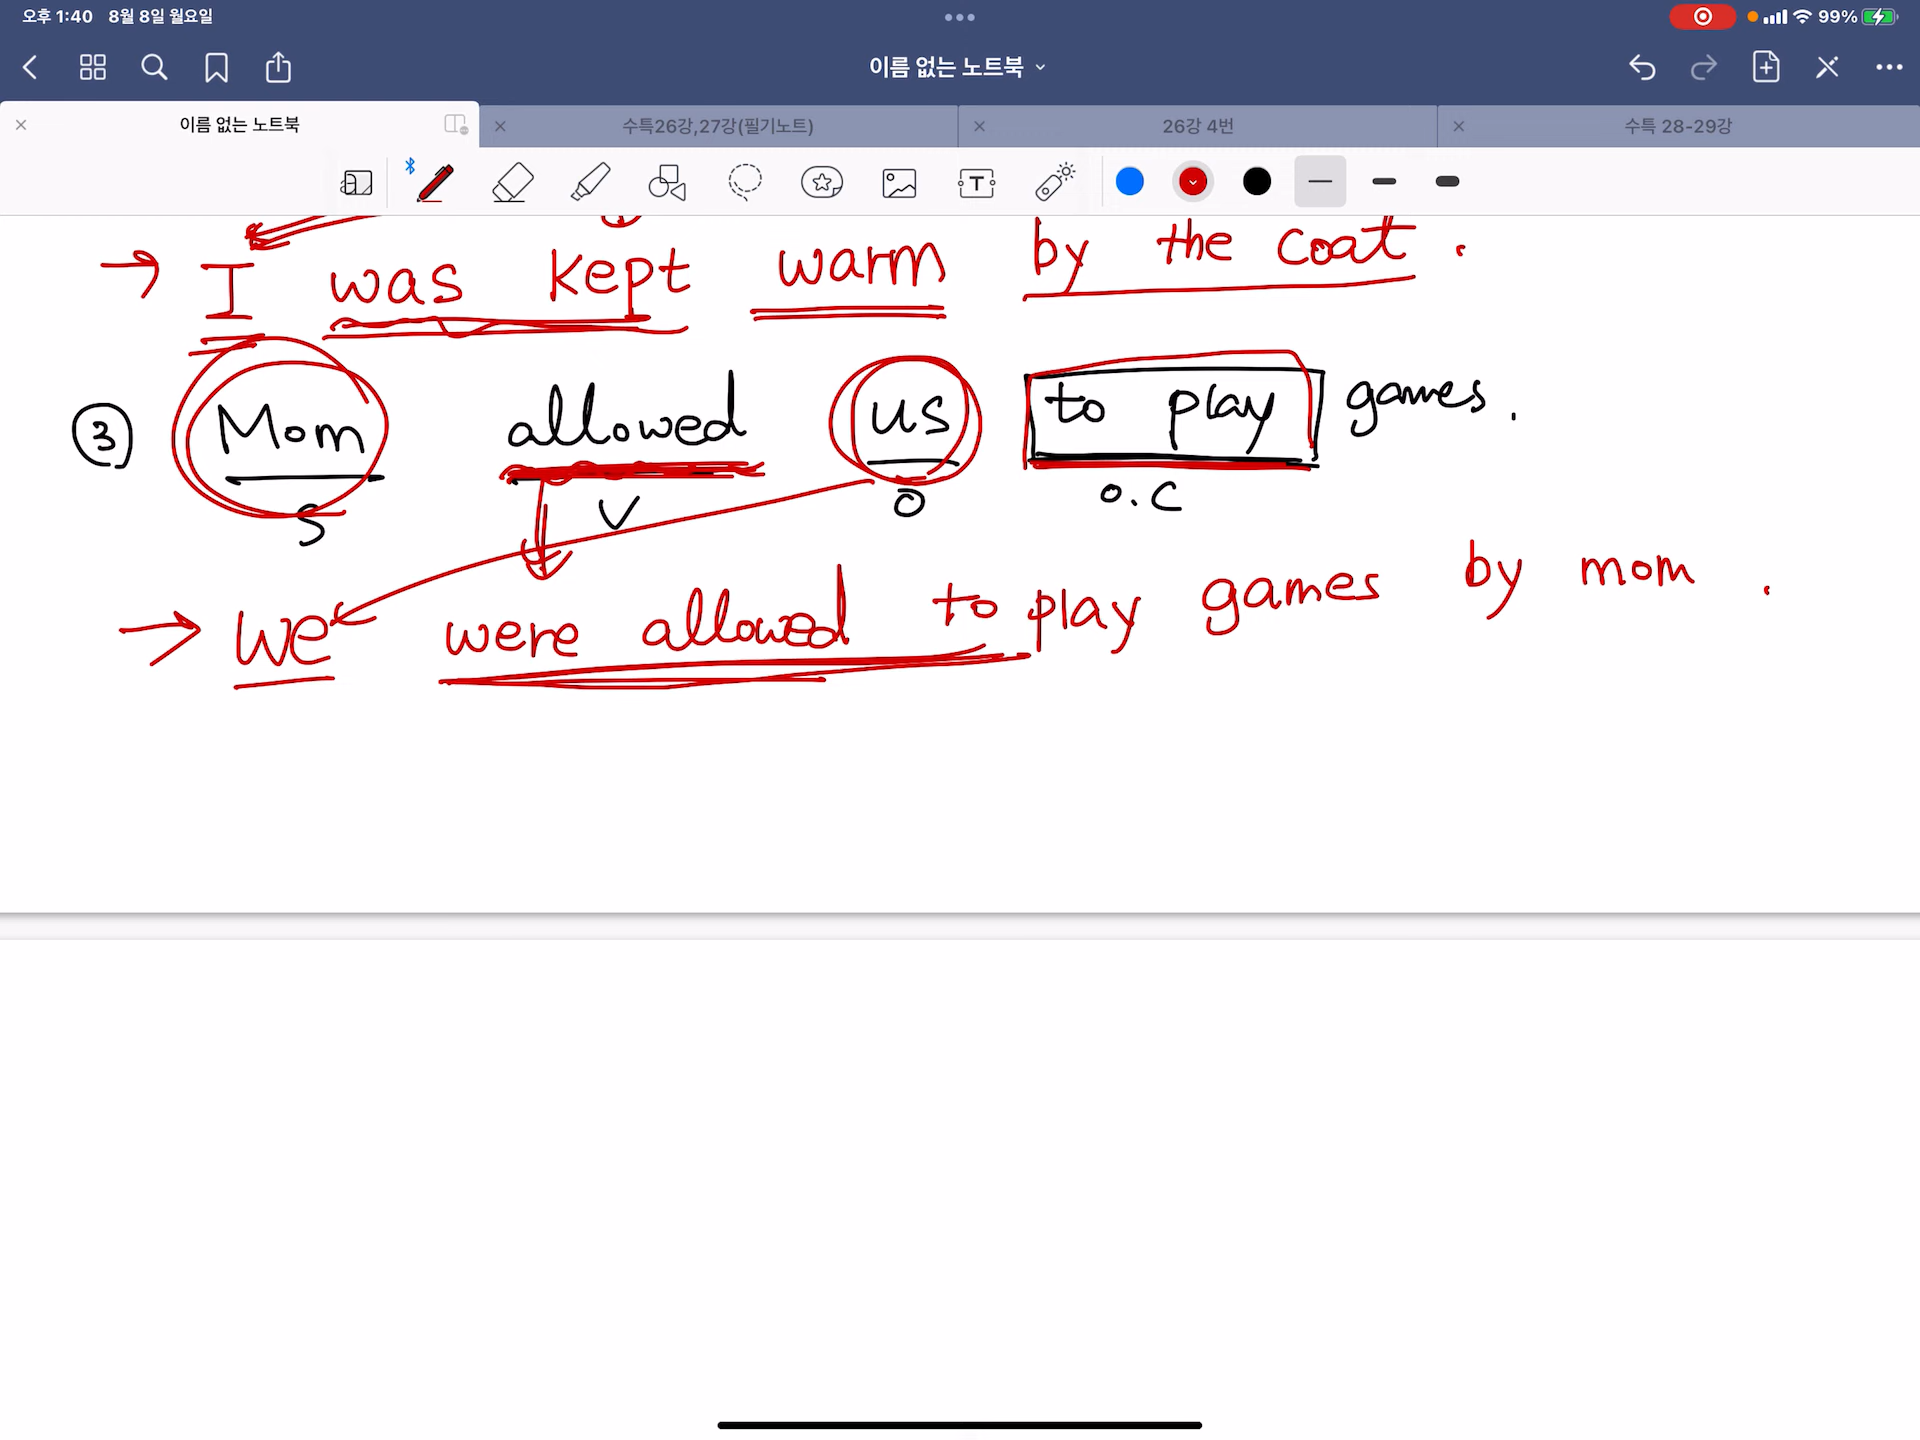 오후 1:40 8월 8일 월요일 99%
이름 없는 노트북
이름 없는 노트북 수특26강,27강(필기노트) 26강 4번 수특 28-29강
→ I was kept warm by the coat .
③ Mom allowed us to play games .
S V O O.C
→ We were allowed to play games by mom .